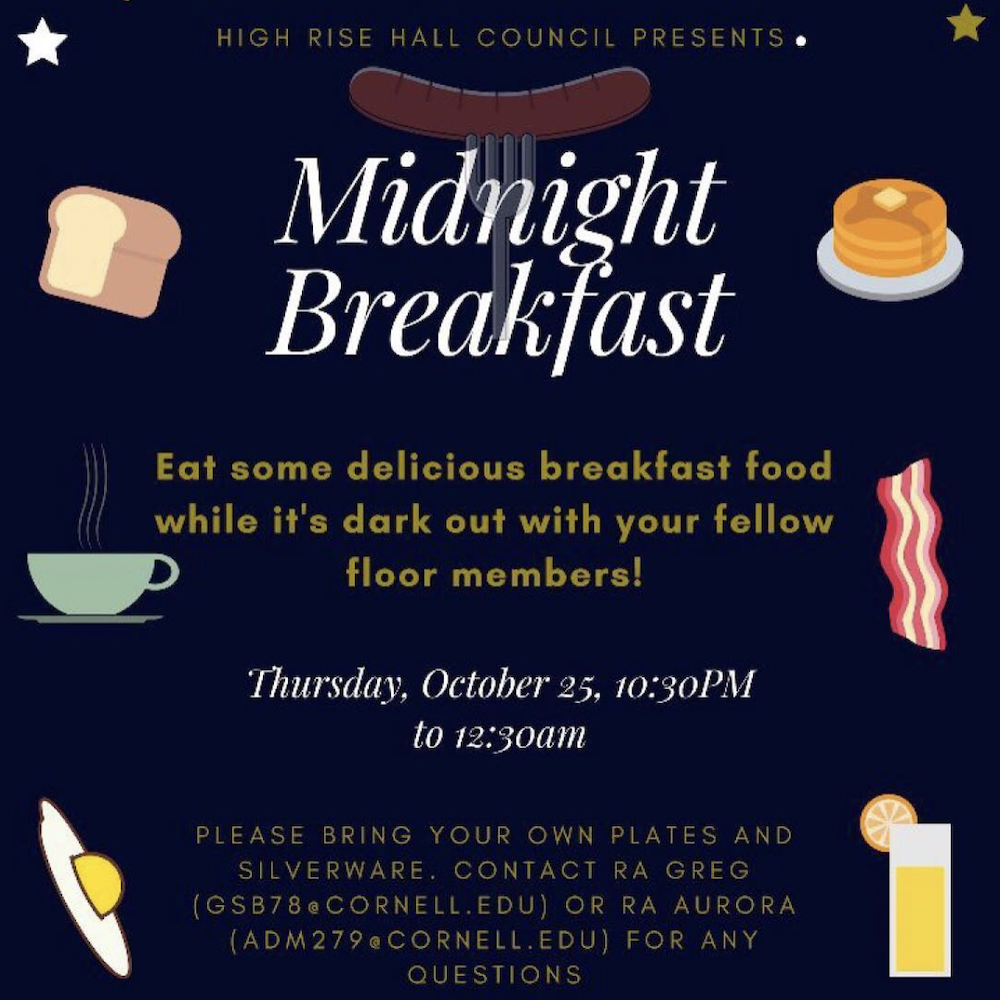 HIGH RISE HALL COUNCIL PRESENTS
Midnight
Breakfast
Eat some delicious breakfast food
while it's dark out with your fellow
floor members!
Thursday, October 25, 10:30PM
to 12:30am
PLEASE BRING YOUR OWN PLATES AND
SILVERWARE. CONTACT RA GREG
(GSB78@CORNELL.EDU) OR RA AURORA
(ADM279@CORNELL.EDU) FOR ANY
QUESTIONS